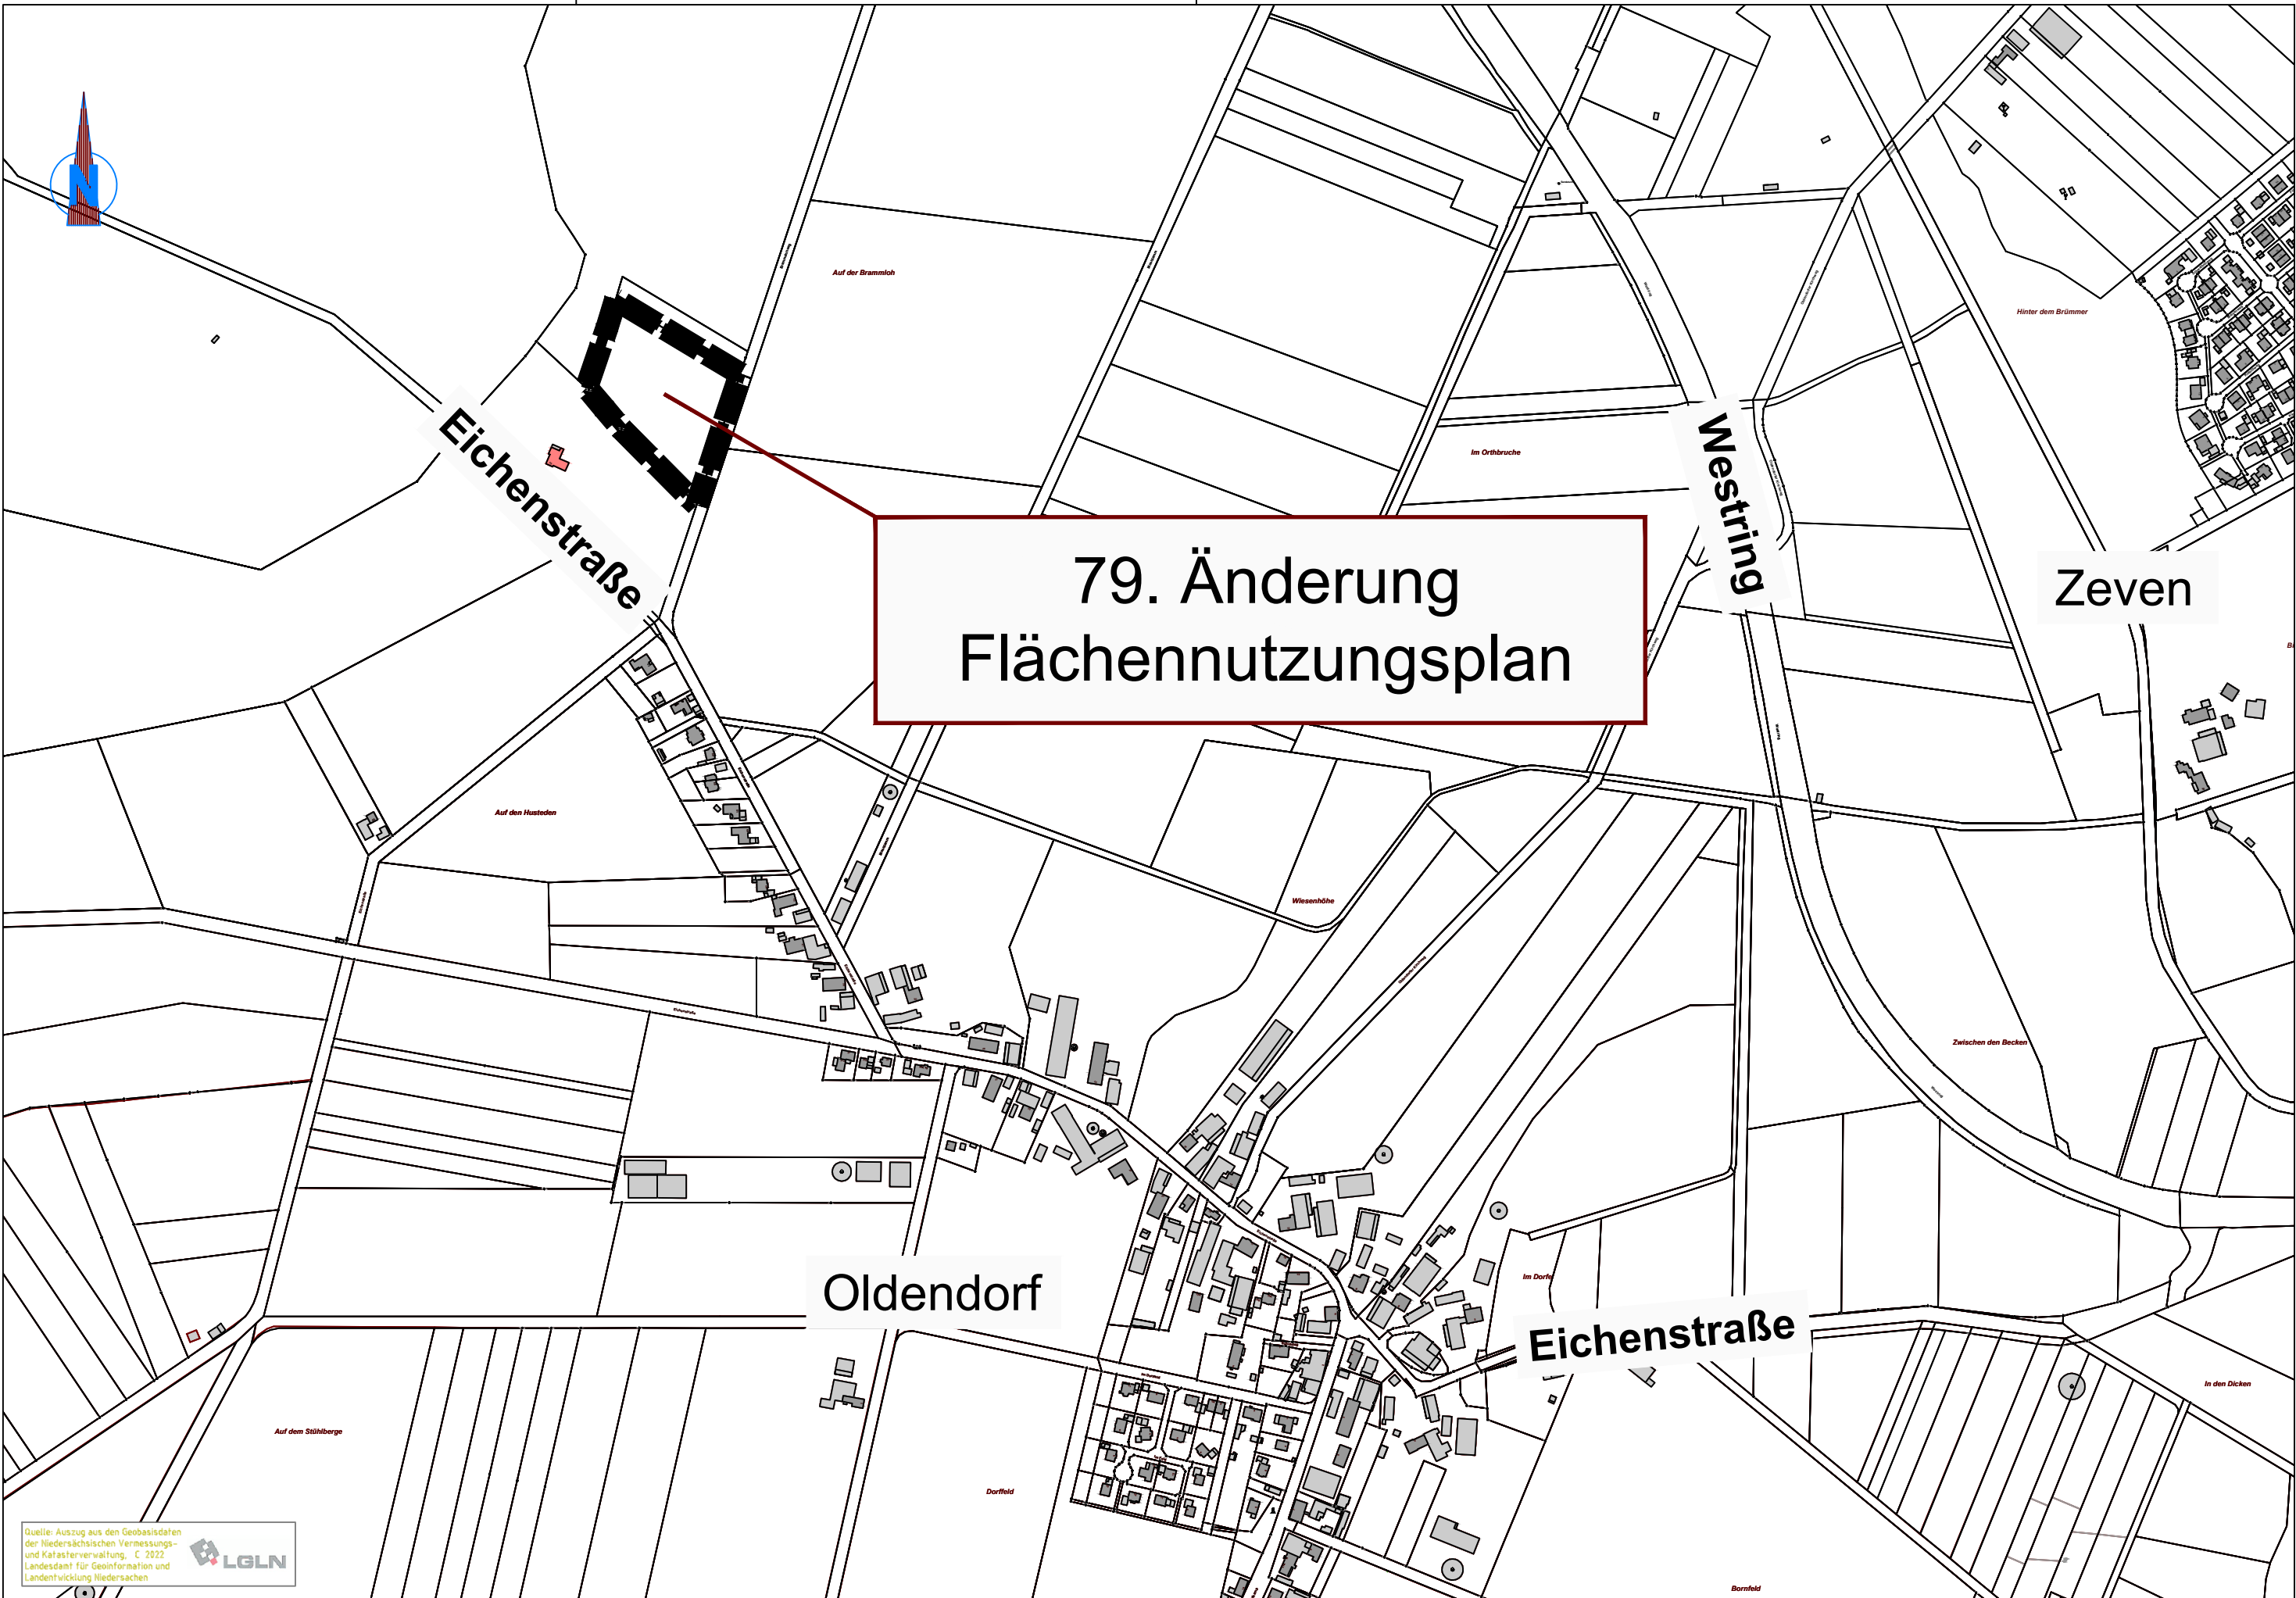 N
Auf der Brammloh
Hinter dem Brümmer
Eichenstraße
Im Orthbruche
Westring
79. Änderung
Flächennutzungsplan
Zeven
Auf den Husteden
Wiesenhöhe
Zwischen den Becken
Oldendorf
Im Dorfe
Eichenstraße
In den Dicken
Auf dem Stühlberge
Dorffeld
Bornfeld
Quelle: Auszug aus den Geobasisdaten
der Niedersächsischen Vermessungs-
und Katasterverwaltung, C 2022
Landesdamt für Geoinformation und
Landentwicklung Niedersachen
LGLN